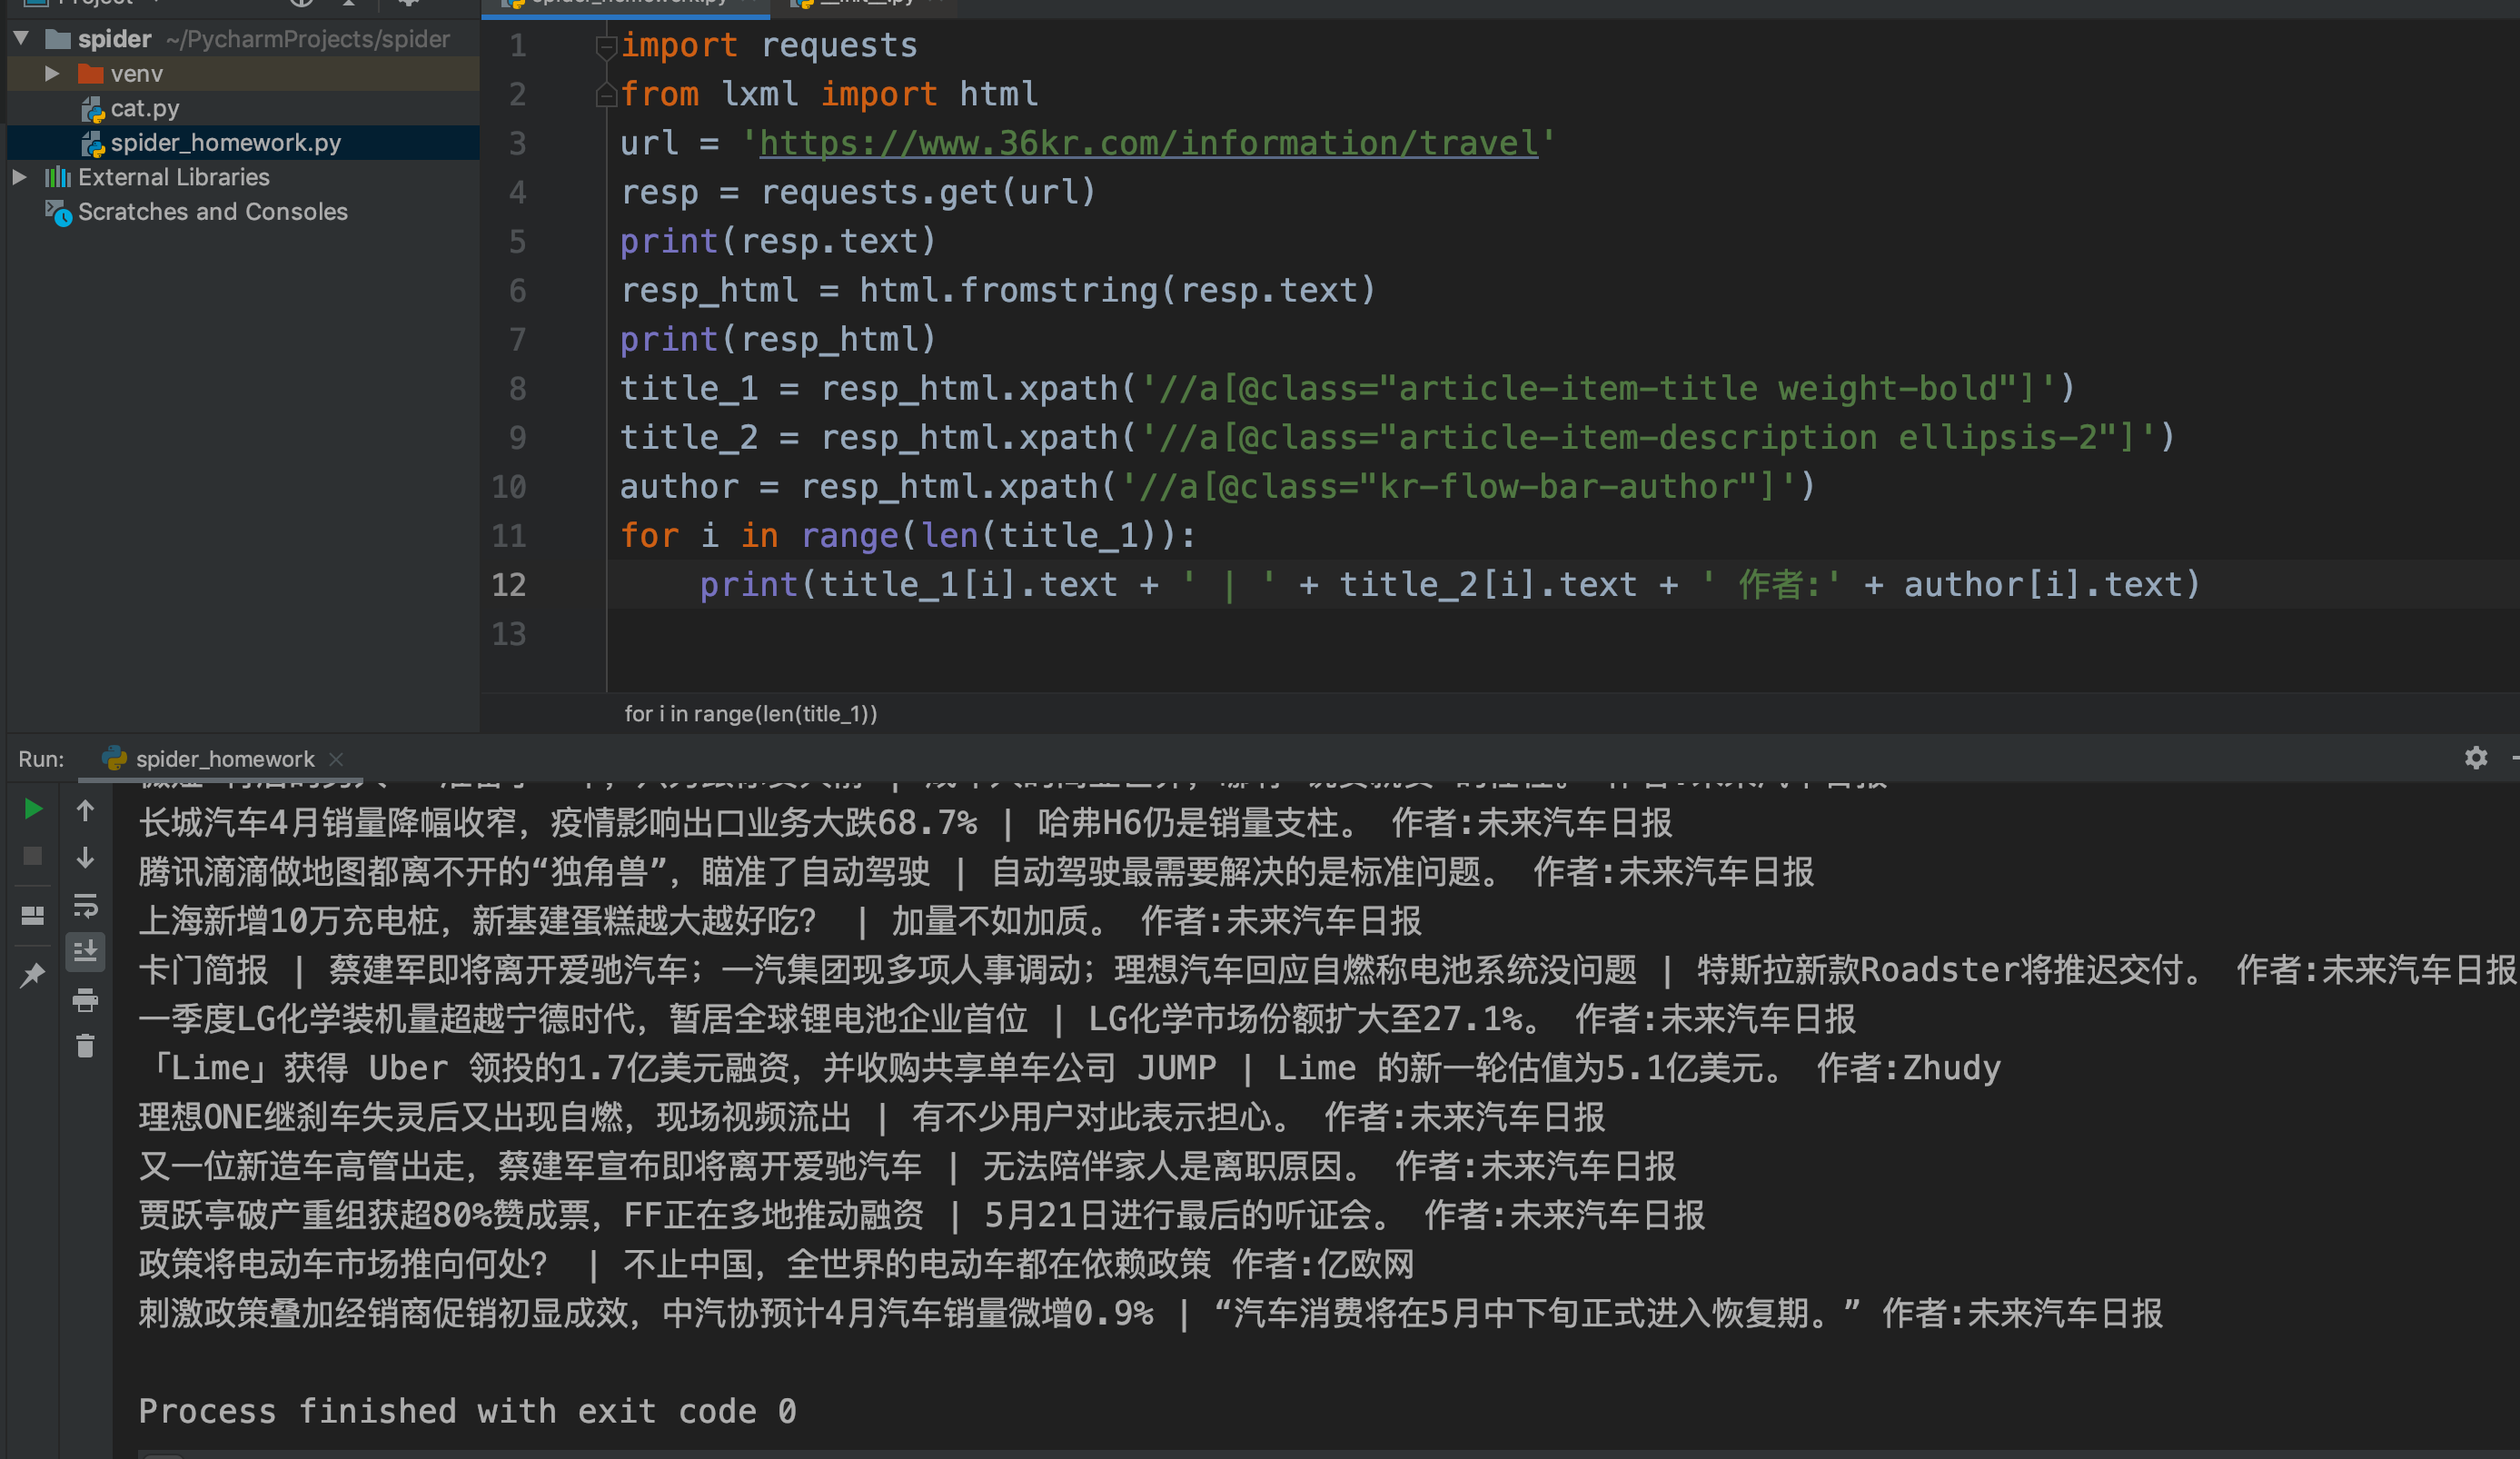 Project
spider_homework.py
__init__.py
spider ~/PycharmProjects/spider
venv
cat.py
spider_homework.py
External Libraries
Scratches and Consoles
1 import requests
2 from lxml import html
3 url = 'https://www.36kr.com/information/travel'
4 resp = requests.get(url)
5 print(resp.text)
6 resp_html = html.fromstring(resp.text)
7 print(resp_html)
8 title_1 = resp_html.xpath('//a[@class="article-item-title weight-bold"]')
9 title_2 = resp_html.xpath('//a[@class="article-item-description ellipsis-2"]')
10 author = resp_html.xpath('//a[@class="kr-flow-bar-author"]')
11 for i in range(len(title_1)):
12 print(title_1[i].text + ' | ' + title_2[i].text + ' 作者:' + author[i].text)
13
for i in range(len(title_1))
Run: spider_homework
长城汽车4月销量降幅收窄，疫情影响出口业务大跌68.7% | 哈弗H6仍是销量支柱。 作者:未来汽车日报
腾讯滴滴做地图都离不开的“独角兽”，瞄准了自动驾驶 | 自动驾驶最需要解决的是标准问题。 作者:未来汽车日报
上海新增10万充电桩，新基建蛋糕越大越好吃？ | 加量不如加质。 作者:未来汽车日报
卡门简报 | 蔡建军即将离开爱驰汽车；一汽集团现多项人事调动；理想汽车回应自燃称电池系统没问题 | 特斯拉新款Roadster将推迟交付。 作者:未来汽车日报
一季度LG化学装机量超越宁德时代，暂居全球锂电池企业首位 | LG化学市场份额扩大至27.1%。 作者:未来汽车日报
「Lime」获得 Uber 领投的1.7亿美元融资，并收购共享单车公司 JUMP | Lime 的新一轮估值为5.1亿美元。 作者:Zhudy
理想ONE继刹车失灵后又出现自燃，现场视频流出 | 有不少用户对此表示担心。 作者:未来汽车日报
又一位新造车高管出走，蔡建军宣布即将离开爱驰汽车 | 无法陪伴家人是离职原因。 作者:未来汽车日报
贾跃亭破产重组获超80%赞成票，FF正在多地推动融资 | 5月21日进行最后的听证会。 作者:未来汽车日报
政策将电动车市场推向何处？ | 不止中国，全世界的电动车都在依赖政策 作者:亿欧网
刺激政策叠加经销商促销初显成效，中汽协预计4月汽车销量微增0.9% | “汽车消费将在5月中下旬正式进入恢复期。” 作者:未来汽车日报
Process finished with exit code 0